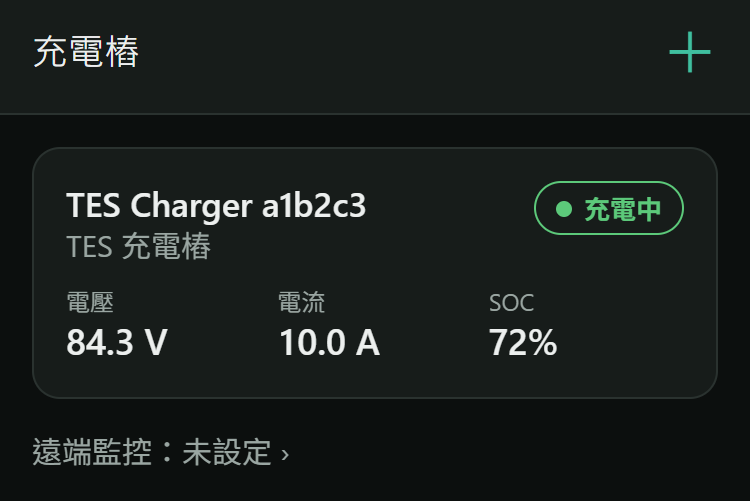 充電樁
TES Charger a1b2c3
充電中
TES 充電樁
電壓
電流
SOC
84.3 V
10.0 A
72%
遠端監控：未設定 ›